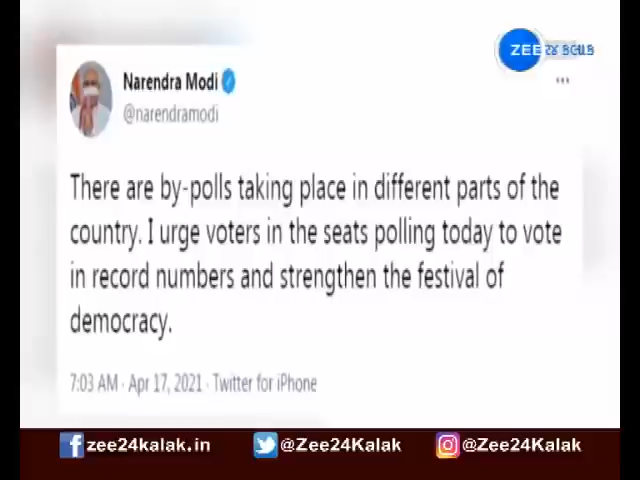 ZEE
Narendra Modi
@narendramodi
There are by-polls taking place in different parts of the
country. I urge voters in the seats polling today to vote
in record numbers and strengthen the festival of
democracy.
7:03 AM · Apr 17, 2021 · Twitter for iPhone
zee24kalak.in @Zee24Kalak @Zee24Kalak